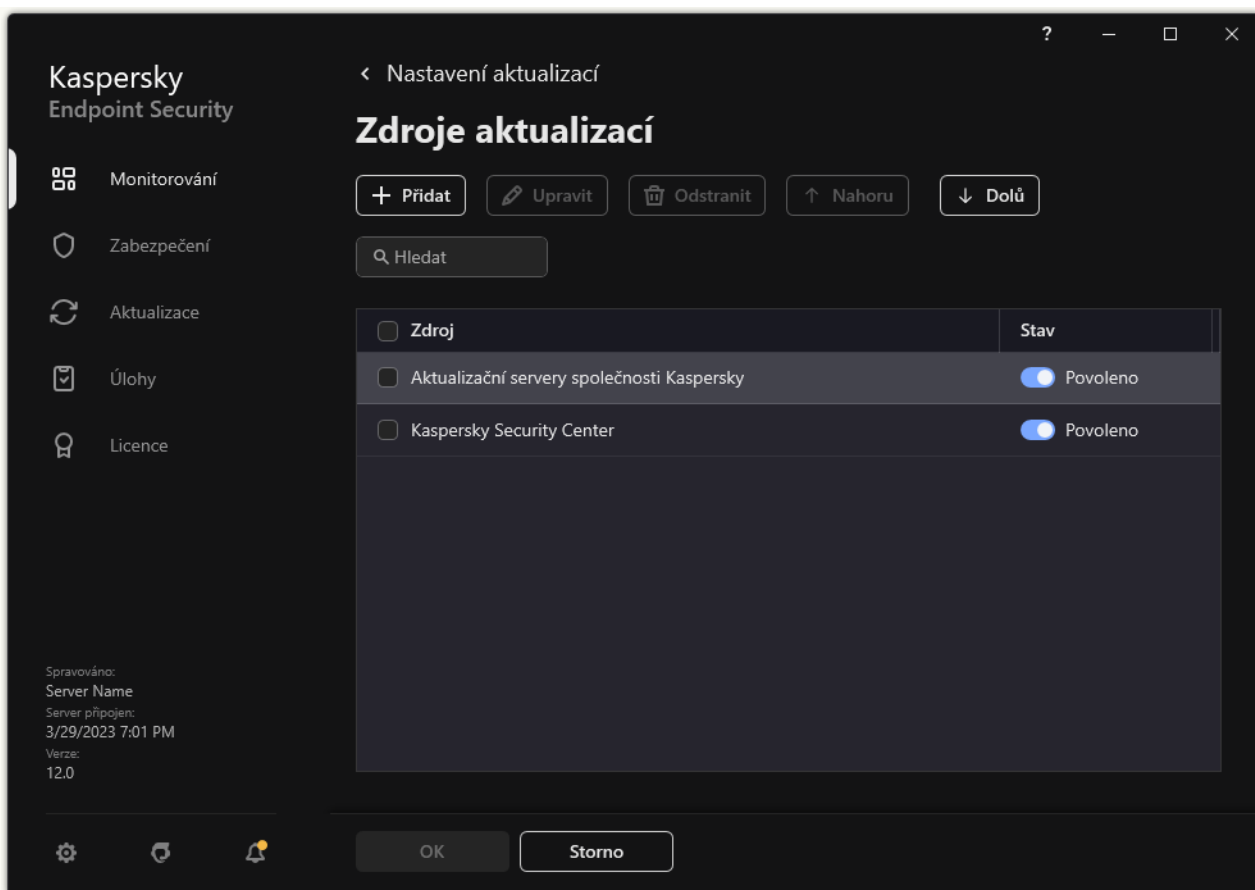 ?
Kaspersky
Endpoint Security
Monitorování
Zabezpečení
Aktualizace
Úlohy
Licence
Spravováno:
Server Name
Server připojen:
3/29/2023 7:01 PM
Verze:
12.0
Nastavení aktualizací
Zdroje aktualizací
Přidat Upravit Odstranit Nahoru Dolů
Hledat
Zdroj Stav
Aktualizační servery společnosti Kaspersky Povoleno
Kaspersky Security Center Povoleno
OK Storno